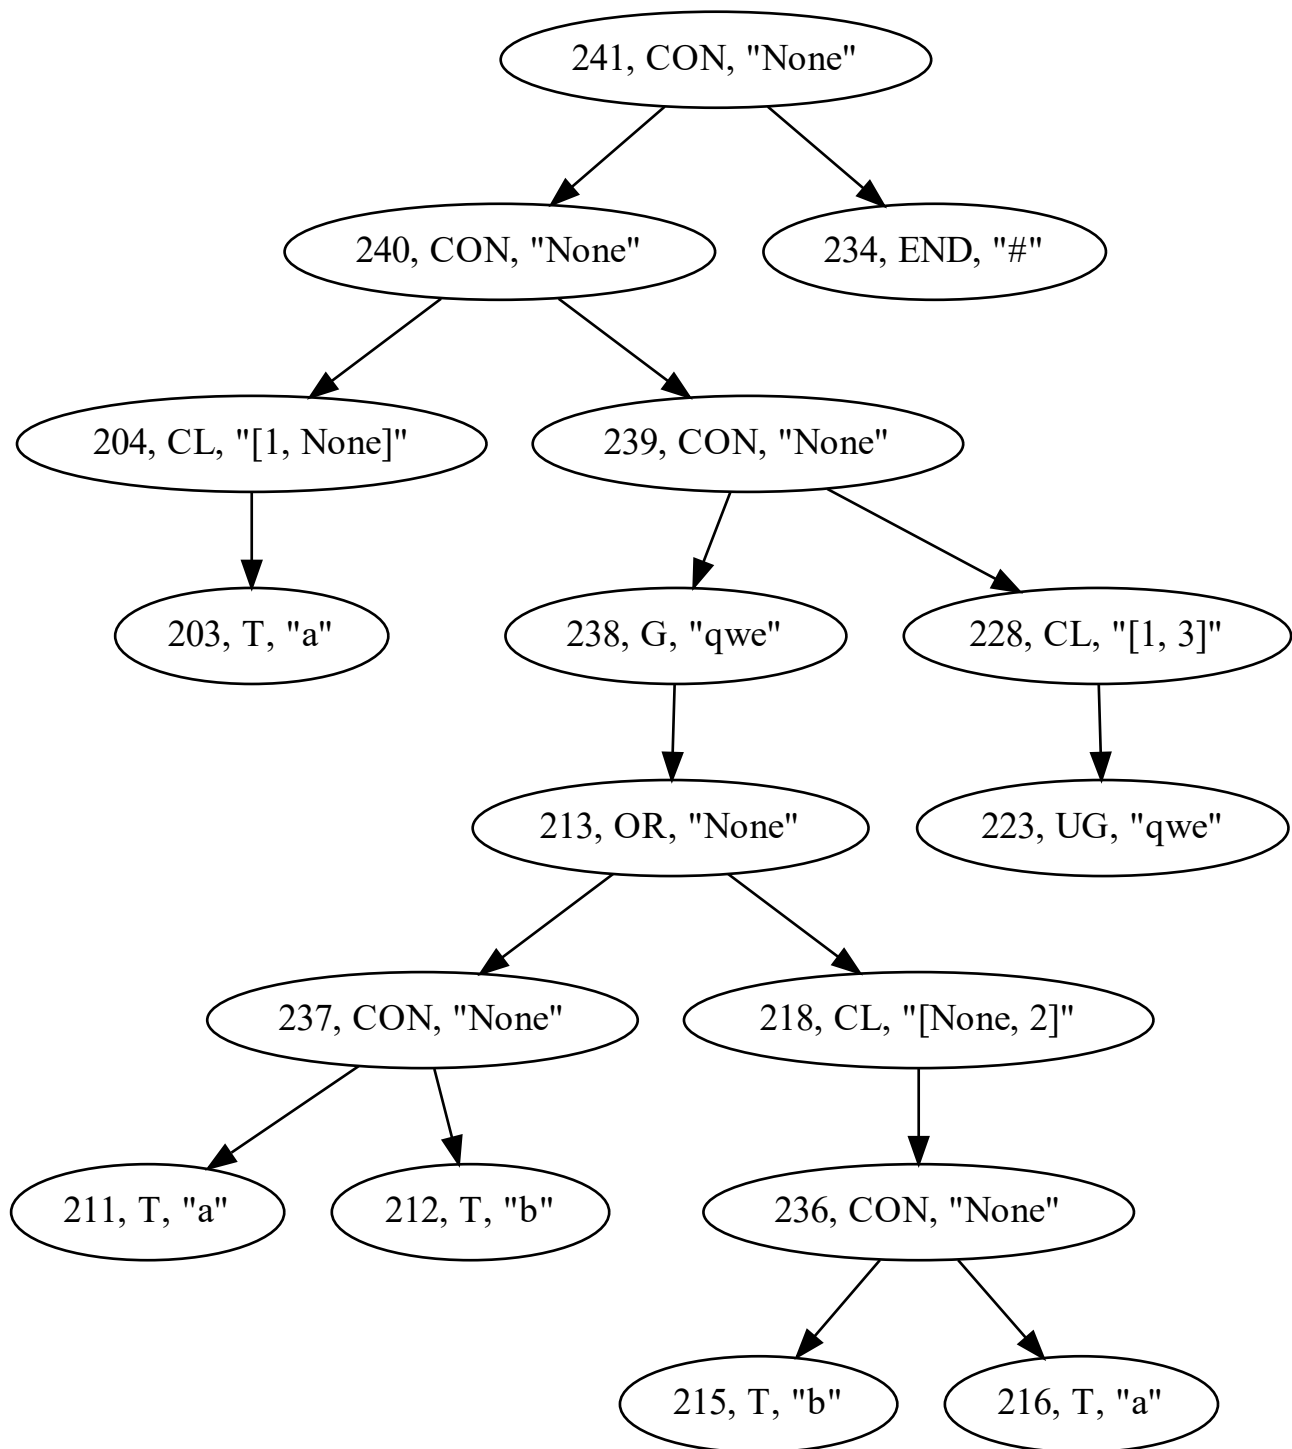 241, CON, "None"
240, CON, "None"
234, END, "#"
204, CL, "[1, None]"
239, CON, "None"
203, T, "a"
238, G, "qwe"
228, CL, "[1, 3]"
213, OR, "None"
223, UG, "qwe"
237, CON, "None"
218, CL, "[None, 2]"
211, T, "a"
212, T, "b"
236, CON, "None"
215, T, "b"
216, T, "a"